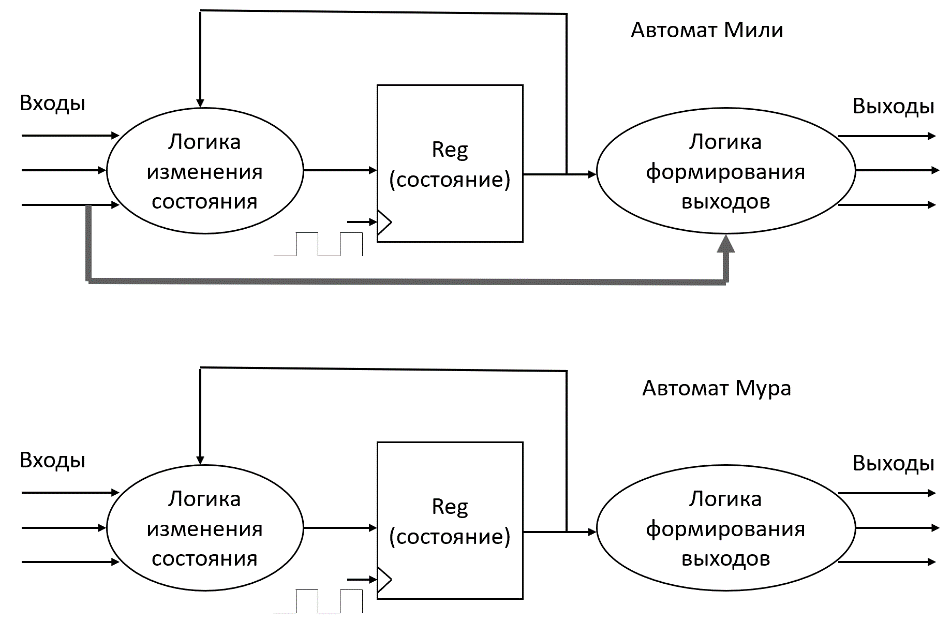 Автомат Мили
Входы
Выходы
Логика
изменения
состояния
Reg
(состояние)
Логика
формирования
выходов
Автомат Мура
Входы
Выходы
Логика
изменения
состояния
Reg
(состояние)
Логика
формирования
выходов